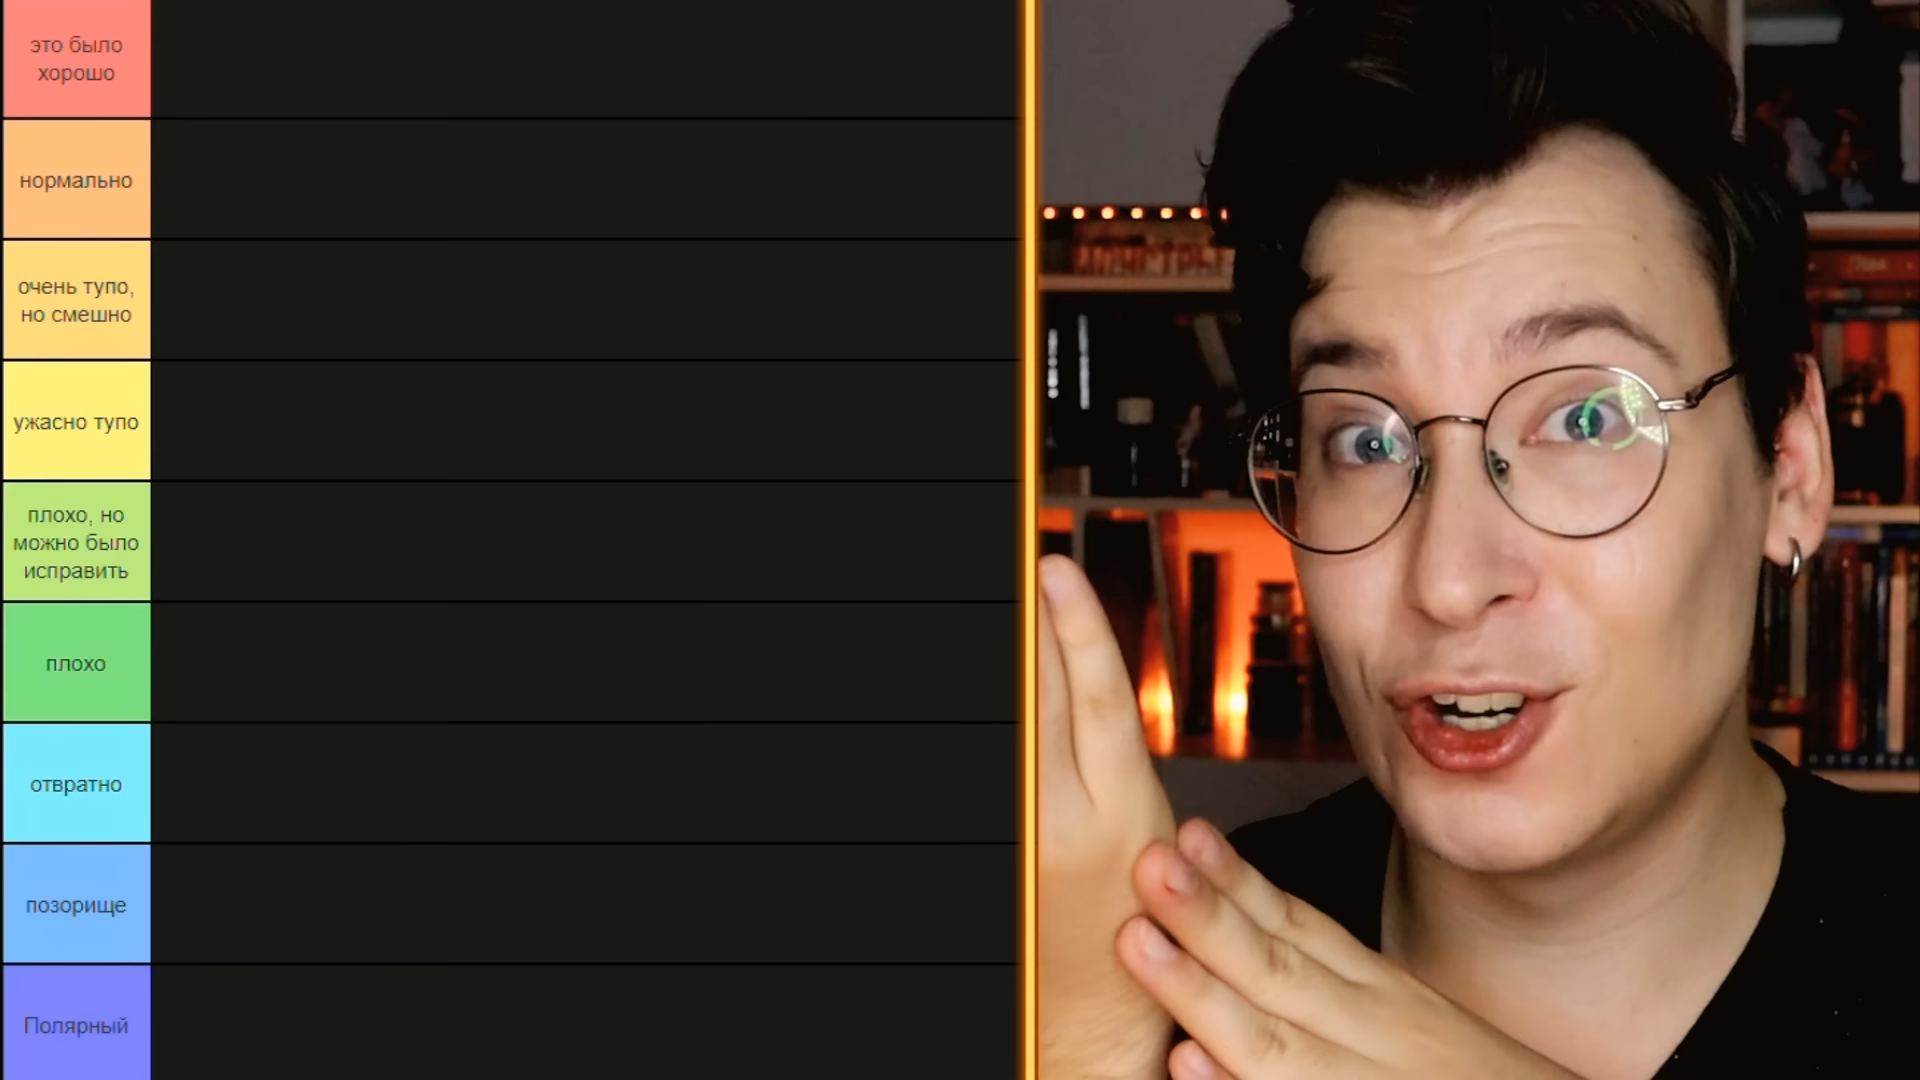 это было
хорошо
нормально
очень тупо,
но смешно
ужасно тупо
плохо, но
можно было
исправить
плохо
отвратно
позорище
Полярный